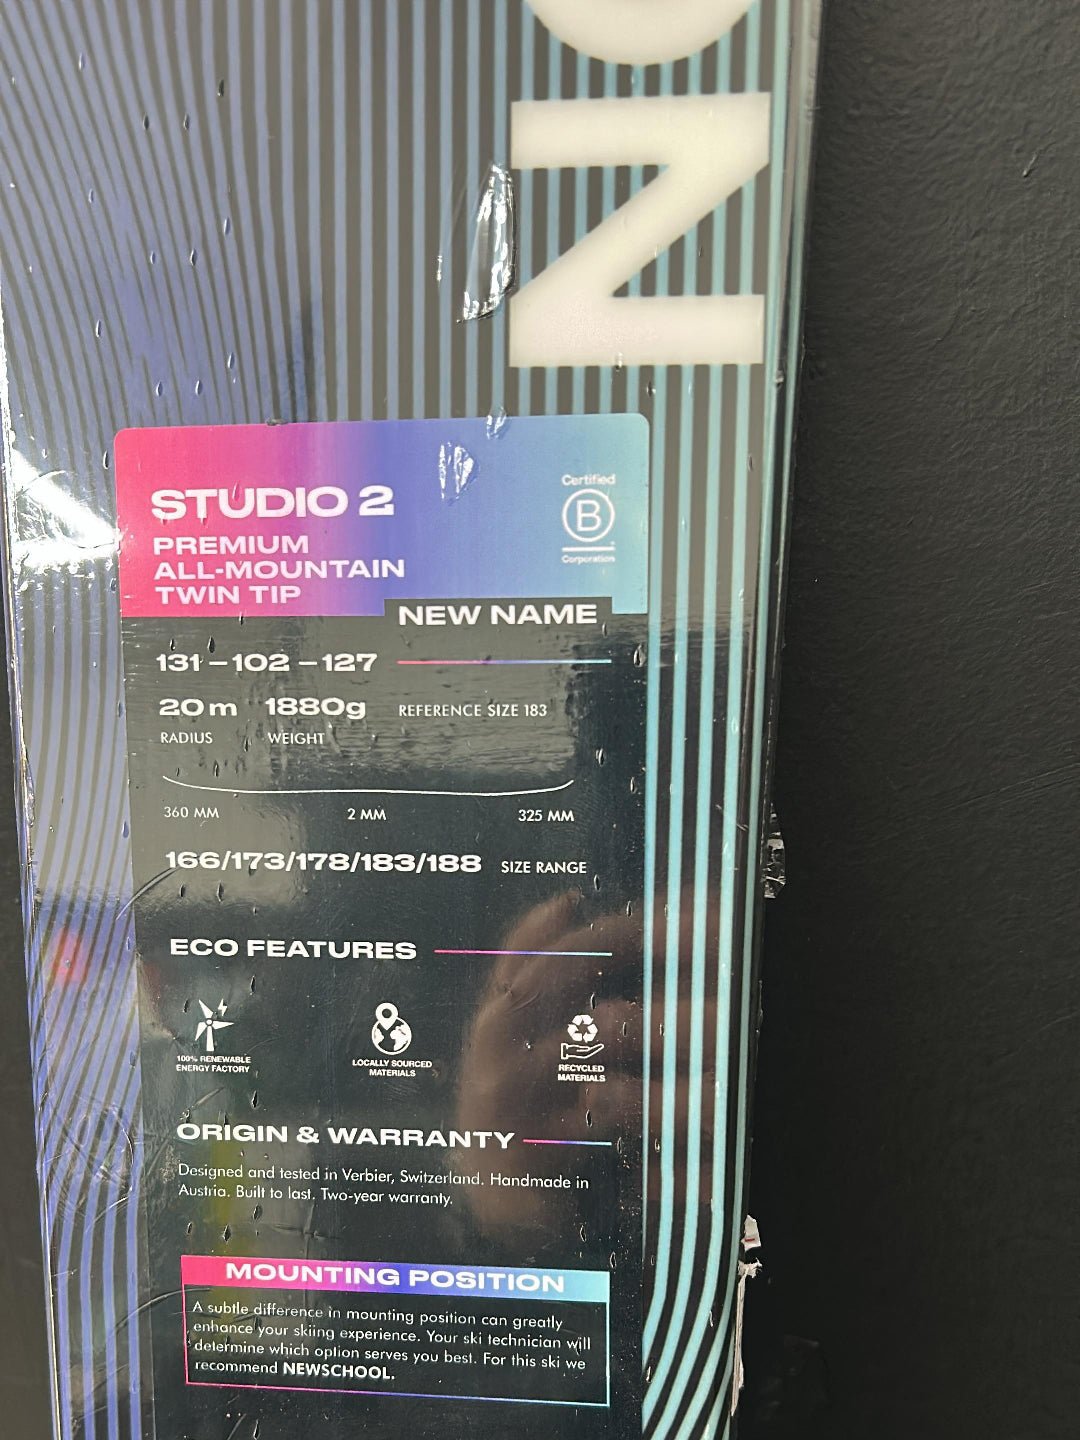 N
STUDIO 2
PREMIUM
ALL-MOUNTAIN
TWIN TIP
Certified
B
Corporation
NEW NAME
131 – 102 – 127
20 m 1880g REFERENCE SIZE 183
RADIUS WEIGHT
360 MM 2 MM 325 MM
166/173/178/183/188 SIZE RANGE
ECO FEATURES
100% RENEWABLE
ENERGY FACTORY
LOCALLY SOURCED
MATERIALS
RECYCLED
MATERIALS
ORIGIN & WARRANTY
Designed and tested in Verbier, Switzerland. Handmade in
Austria. Built to last. Two-year warranty.
MOUNTING POSITION
A subtle difference in mounting position can greatly
enhance your skiing experience. Your ski technician will
determine which option serves you best. For this ski we
recommend NEWSCHOOL.